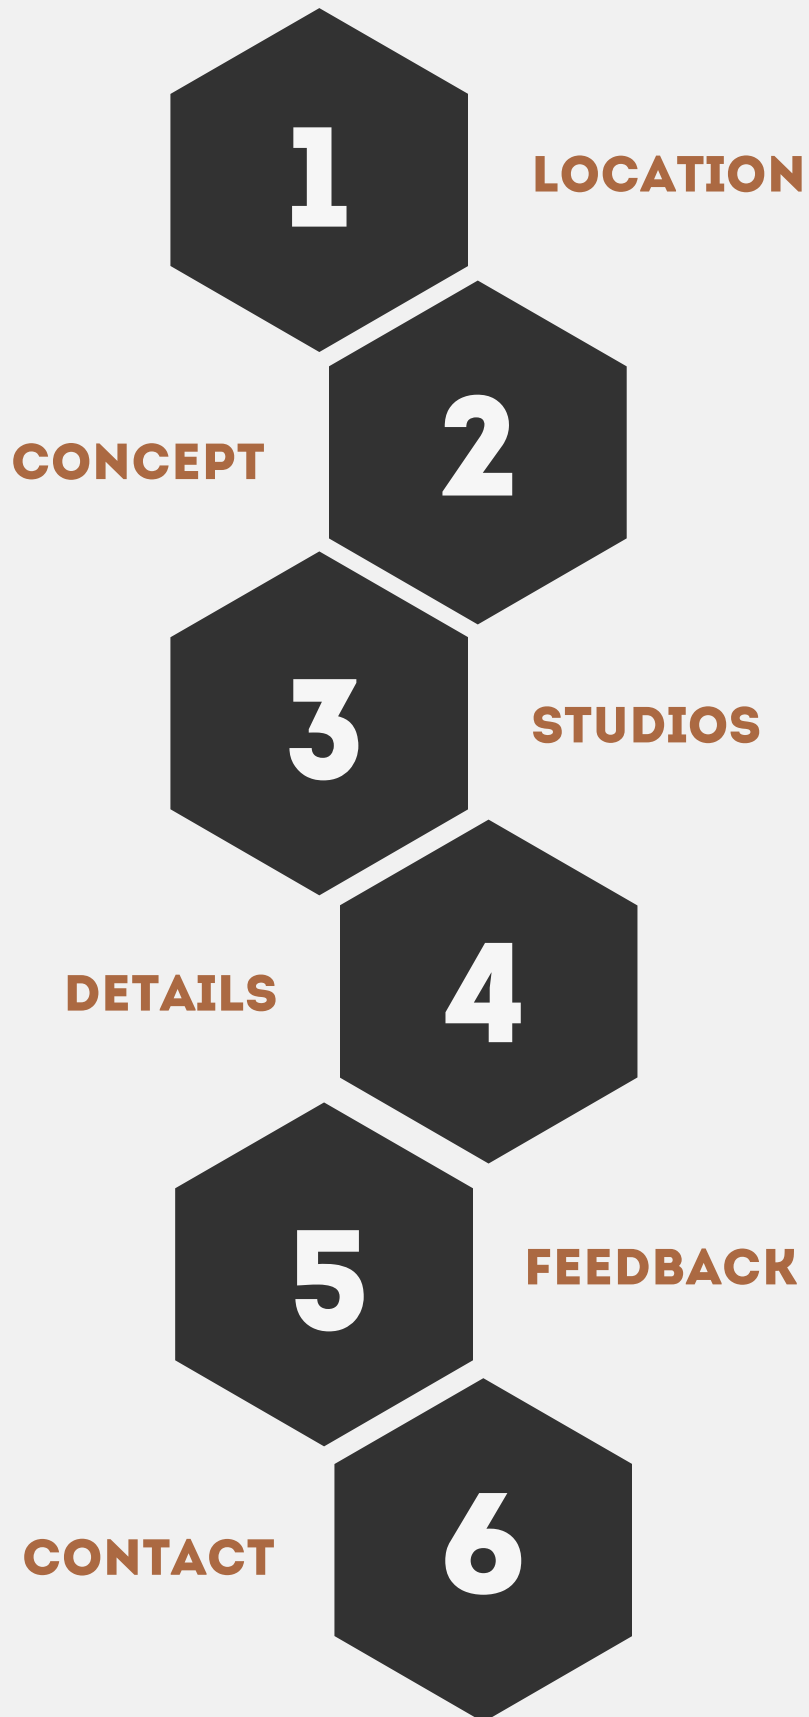 1
LOCATION
2
CONCEPT
3
STUDIOS
4
DETAILS
5
FEEDBACK
6
CONTACT